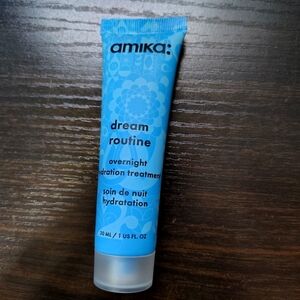 amika:
dream
routine
overnight
hydration treatment
soin de nuit
hydratation
30 ML / 1 US FL OZ